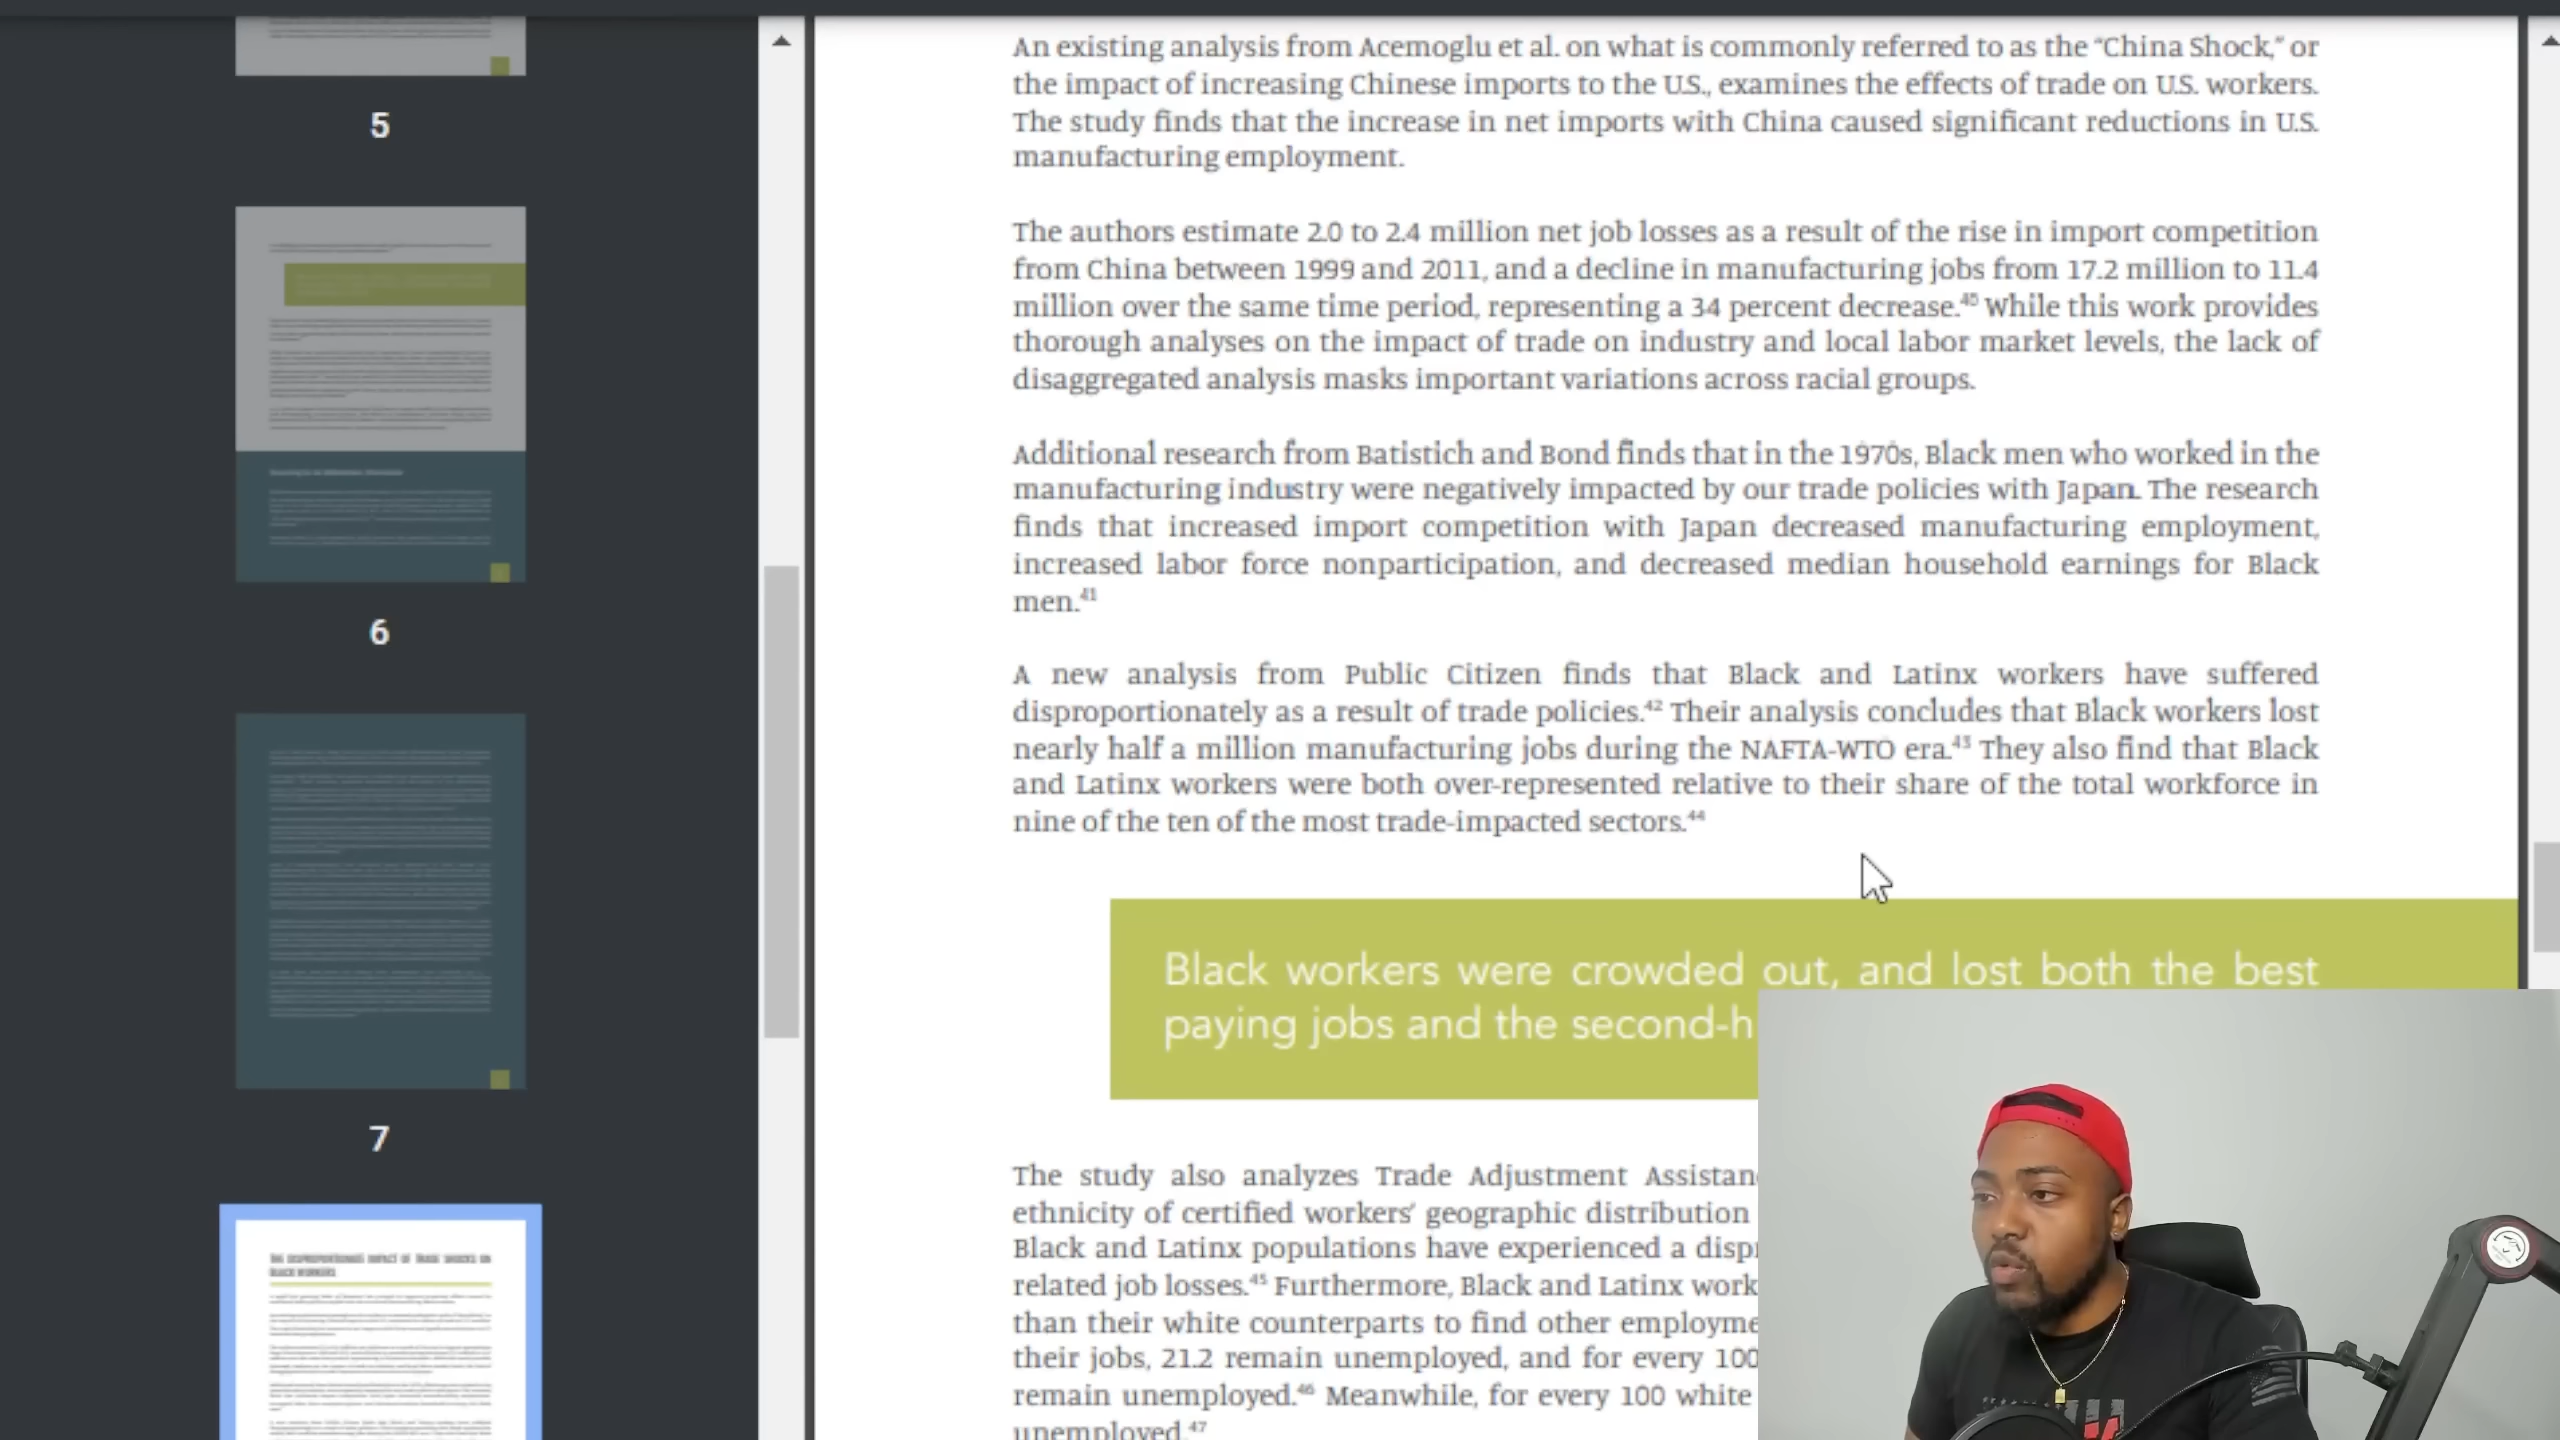 5
6
7
THE DISPROPORTIONATE IMPACT OF TRADE SHOCKS ON
BLACK WORKERS
An existing analysis from Acemoglu et al. on what is commonly referred to as the “China Shock,” or
the impact of increasing Chinese imports to the U.S., examines the effects of trade on U.S. workers.
The study finds that the increase in net imports with China caused significant reductions in U.S.
manufacturing employment.
The authors estimate 2.0 to 2.4 million net job losses as a result of the rise in import competition
from China between 1999 and 2011, and a decline in manufacturing jobs from 17.2 million to 11.4
million over the same time period, representing a 34 percent decrease.40 While this work provides
thorough analyses on the impact of trade on industry and local labor market levels, the lack of
disaggregated analysis masks important variations across racial groups.
Additional research from Batistich and Bond finds that in the 1970s, Black men who worked in the
manufacturing industry were negatively impacted by our trade policies with Japan. The research
finds that increased import competition with Japan decreased manufacturing employment,
increased labor force nonparticipation, and decreased median household earnings for Black
men.41
A new analysis from Public Citizen finds that Black and Latinx workers have suffered
disproportionately as a result of trade policies.42 Their analysis concludes that Black workers lost
nearly half a million manufacturing jobs during the NAFTA-WTO era.43 They also find that Black
and Latinx workers were both over-represented relative to their share of the total workforce in
nine of the ten of the most trade-impacted sectors.44
Black workers were crowded out, and lost both the best
paying jobs and the second-h
The study also analyzes Trade Adjustment Assistan
ethnicity of certified workers’ geographic distribution
Black and Latinx populations have experienced a disp
related job losses.45 Furthermore, Black and Latinx work
than their white counterparts to find other employme
their jobs, 21.2 remain unemployed, and for every 100
remain unemployed.46 Meanwhile, for every 100 white
unemployed.47